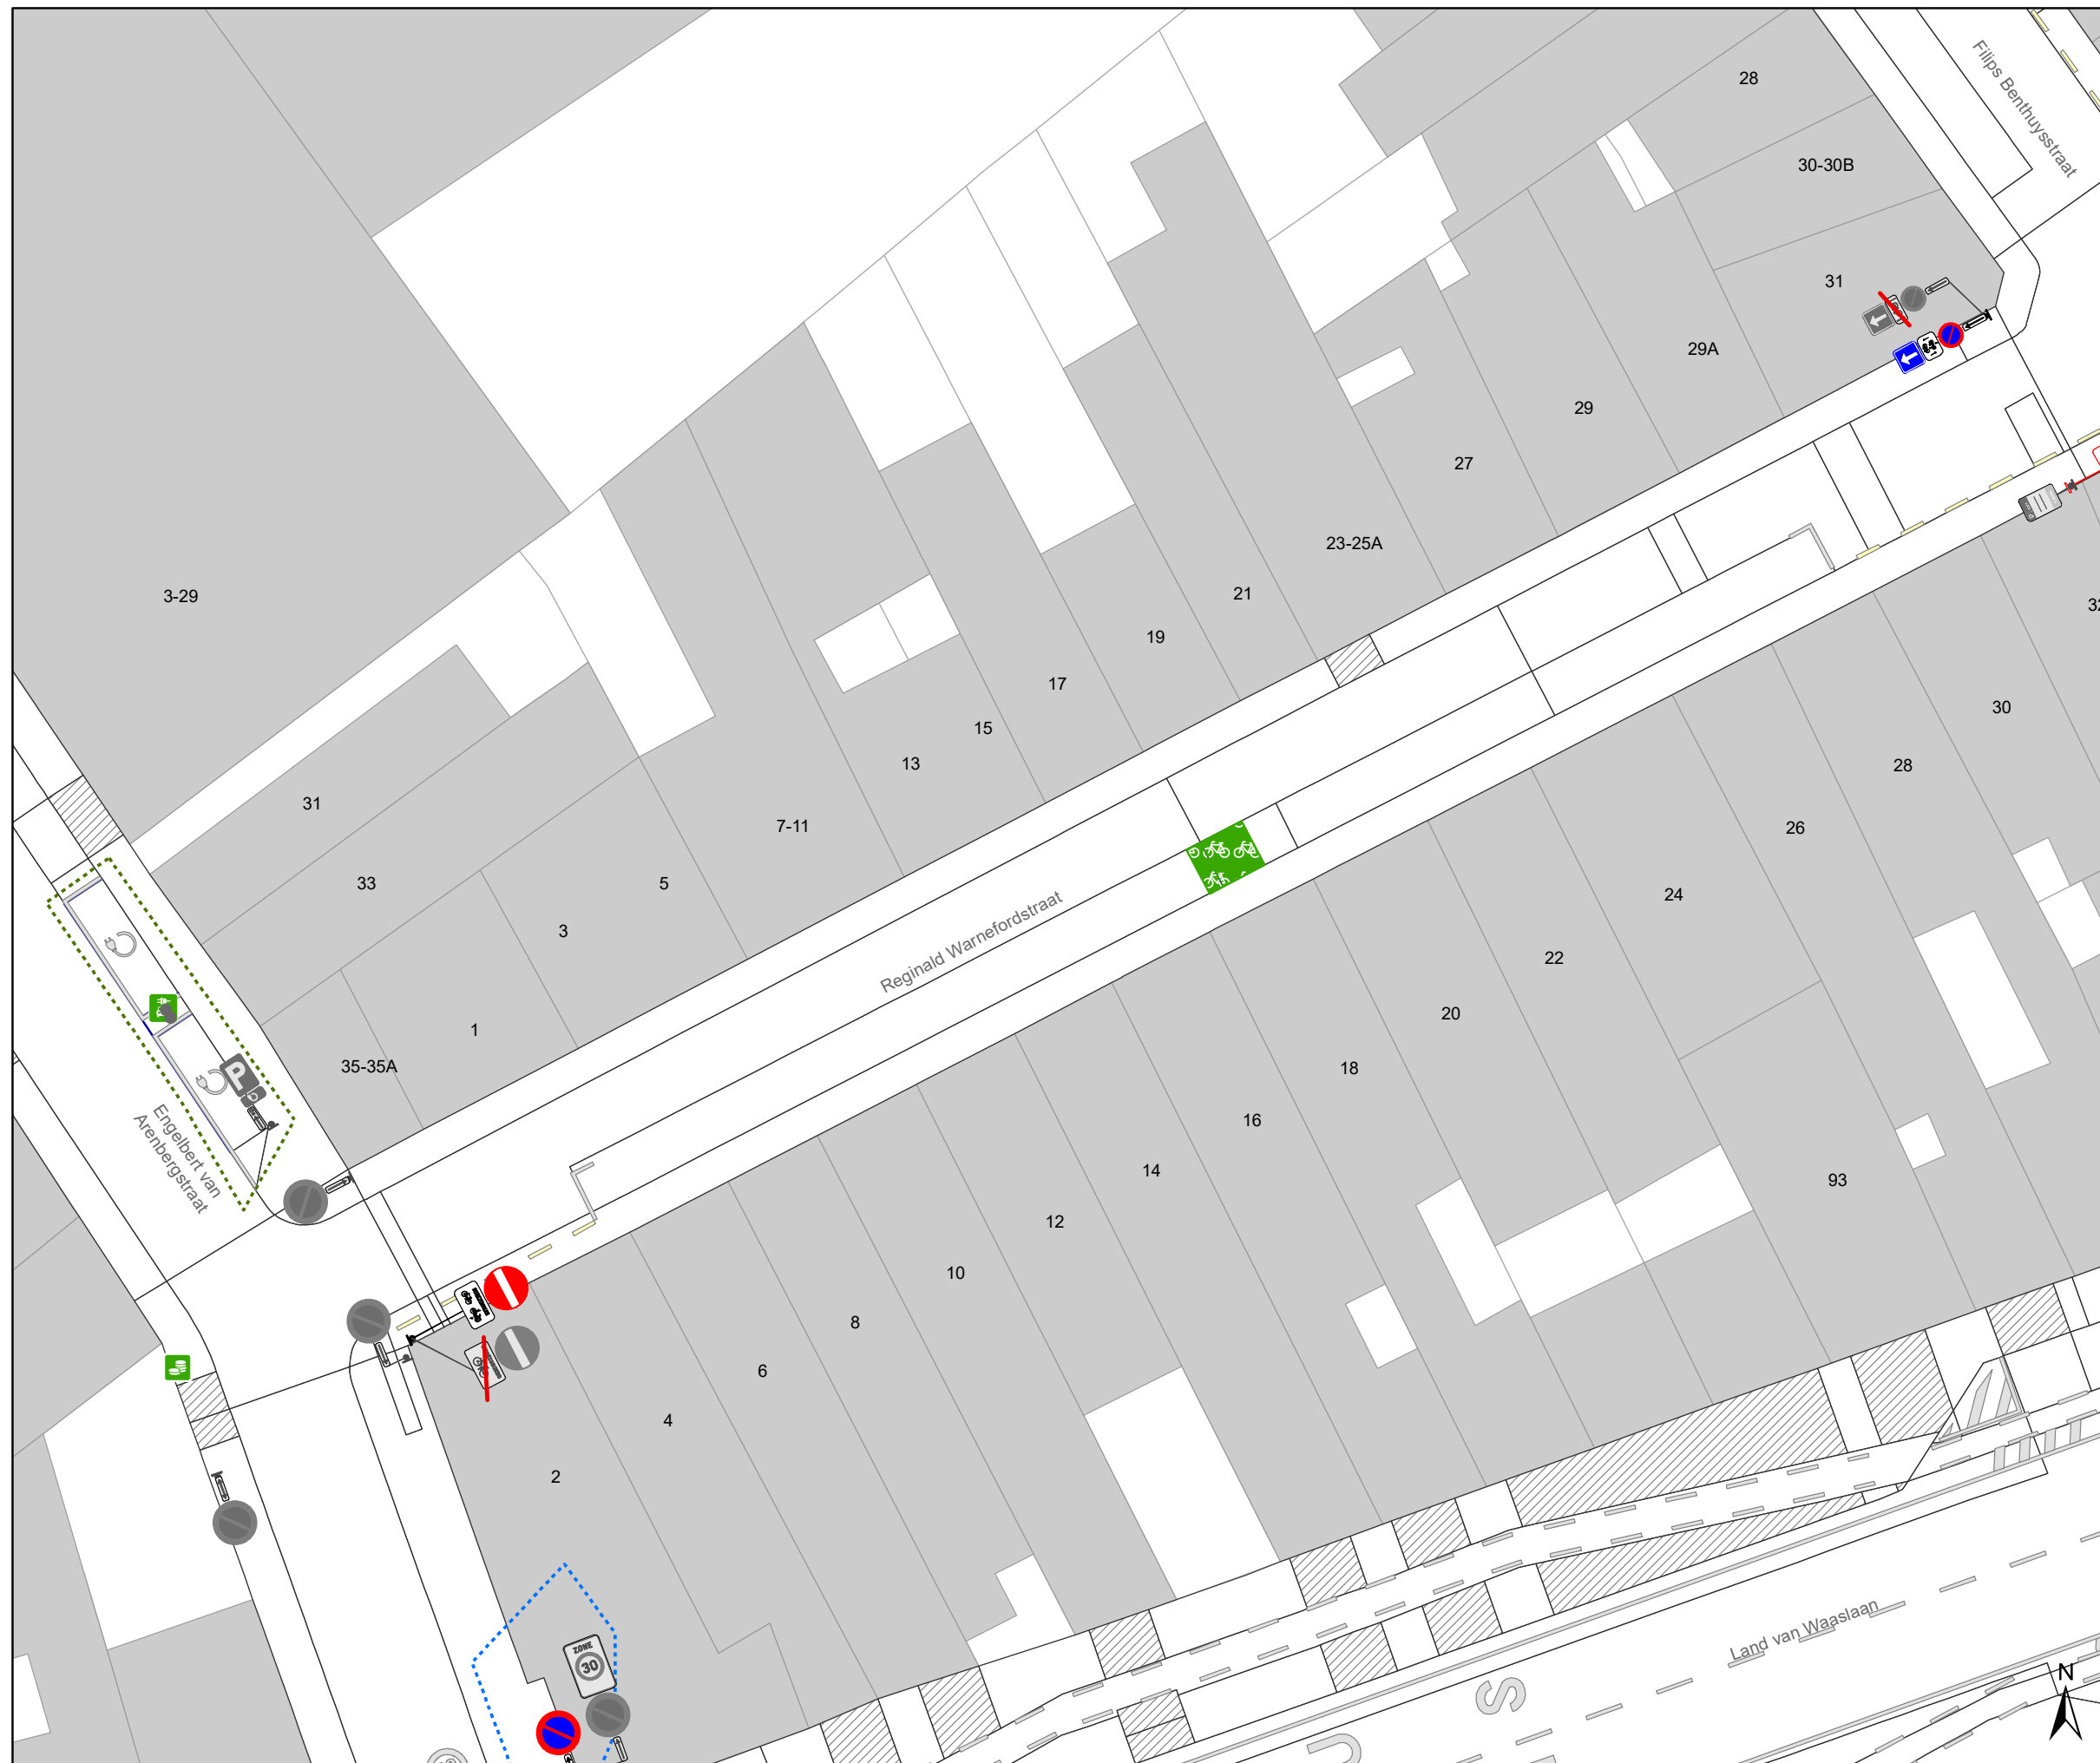 28
Filips Benthuysstraat
30-30B
31
29A
29
27
23-25A
3-29
21
19
17
15
13
7-11
5
3
1
31
33
35-35A
30
28
26
24
22
20
18
16
14
12
10
8
6
4
2
93
Reginald Warnefordstraat
Engelbert van
Arenbergstraat
P
ZONE
30
Land van Waaslaan
U
S
N